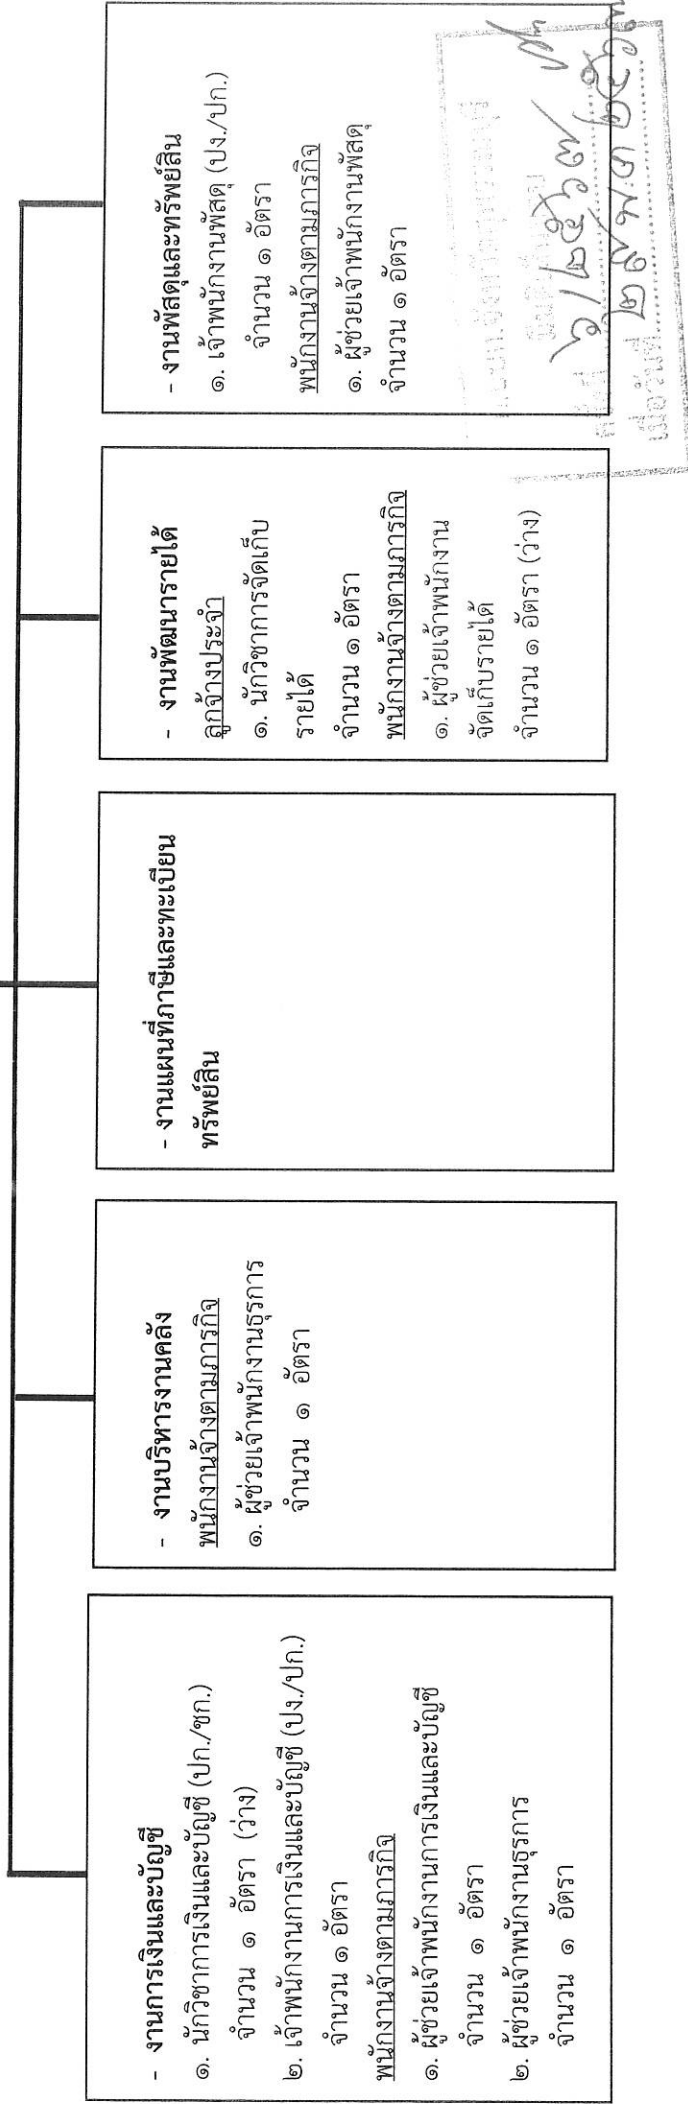 - งานการเงินและบัญชี
๑. นักวิชาการเงินและบัญชี (ปก./ชก.)
จำนวน ๑ อัตรา (ว่าง)
๒. เจ้าพนักงานการเงินและบัญชี (ปง./ปก.)
จำนวน ๑ อัตรา
พนักงานจ้างตามภารกิจ
๑. ผู้ช่วยเจ้าพนักงานการเงินและบัญชี
จำนวน ๑ อัตรา
๒. ผู้ช่วยเจ้าพนักงานธุรการ
จำนวน ๑ อัตรา
- งานบริหารงานคลัง
พนักงานจ้างตามภารกิจ
๑. ผู้ช่วยเจ้าพนักงานธุรการ
จำนวน ๑ อัตรา
- งานแผนที่ภาษีและทะเบียน
ทรัพย์สิน
- งานพัฒนารายได้
ลูกจ้างประจำ
๑. นักวิชาการจัดเก็บ
รายได้
จำนวน ๑ อัตรา
พนักงานจ้างตามภารกิจ
๑. ผู้ช่วยเจ้าพนักงาน
จัดเก็บรายได้
จำนวน ๑ อัตรา (ว่าง)
- งานพัสดุและทรัพย์สิน
๑. เจ้าพนักงานพัสดุ (ปง./ปก.)
จำนวน ๑ อัตรา
พนักงานจ้างตามภารกิจ
๑. ผู้ช่วยเจ้าพนักงานพัสดุ
จำนวน ๑ อัตรา
เมื่อวันที่